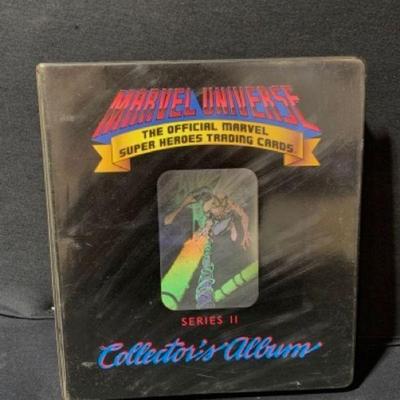 MARVEL UNIVERSE
THE OFFICIAL MARVEL
SUPER HEROES TRADING CARDS
SERIES II
Collector's Album